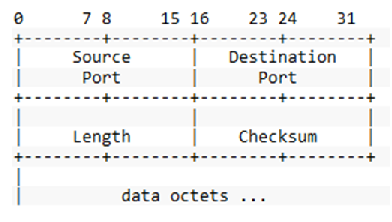 0 7 8 15 16 23 24 31
+--------+--------+--------+--------+
| Source | Destination |
| Port | Port |
+--------+--------+--------+--------+
| | |
| Length | Checksum |
+--------+--------+--------+--------+
|
| data octets ...